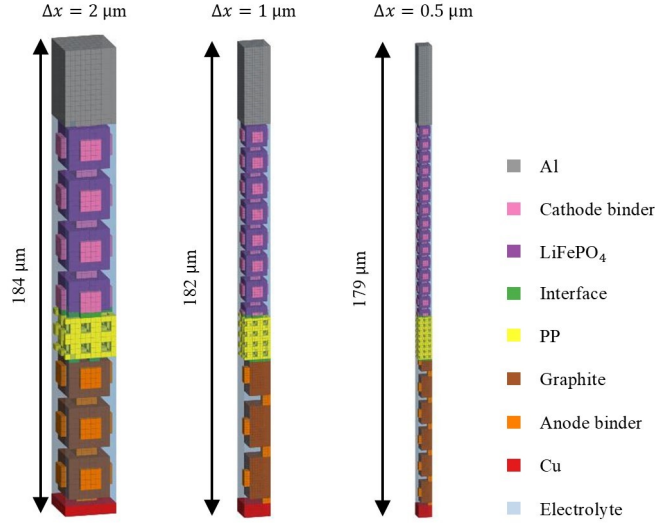 Δx = 2 μm
Δx = 1 μm
Δx = 0.5 μm
184 μm
182 μm
179 μm
Al
Cathode binder
LiFePO₄
Interface
PP
Graphite
Anode binder
Cu
Electrolyte